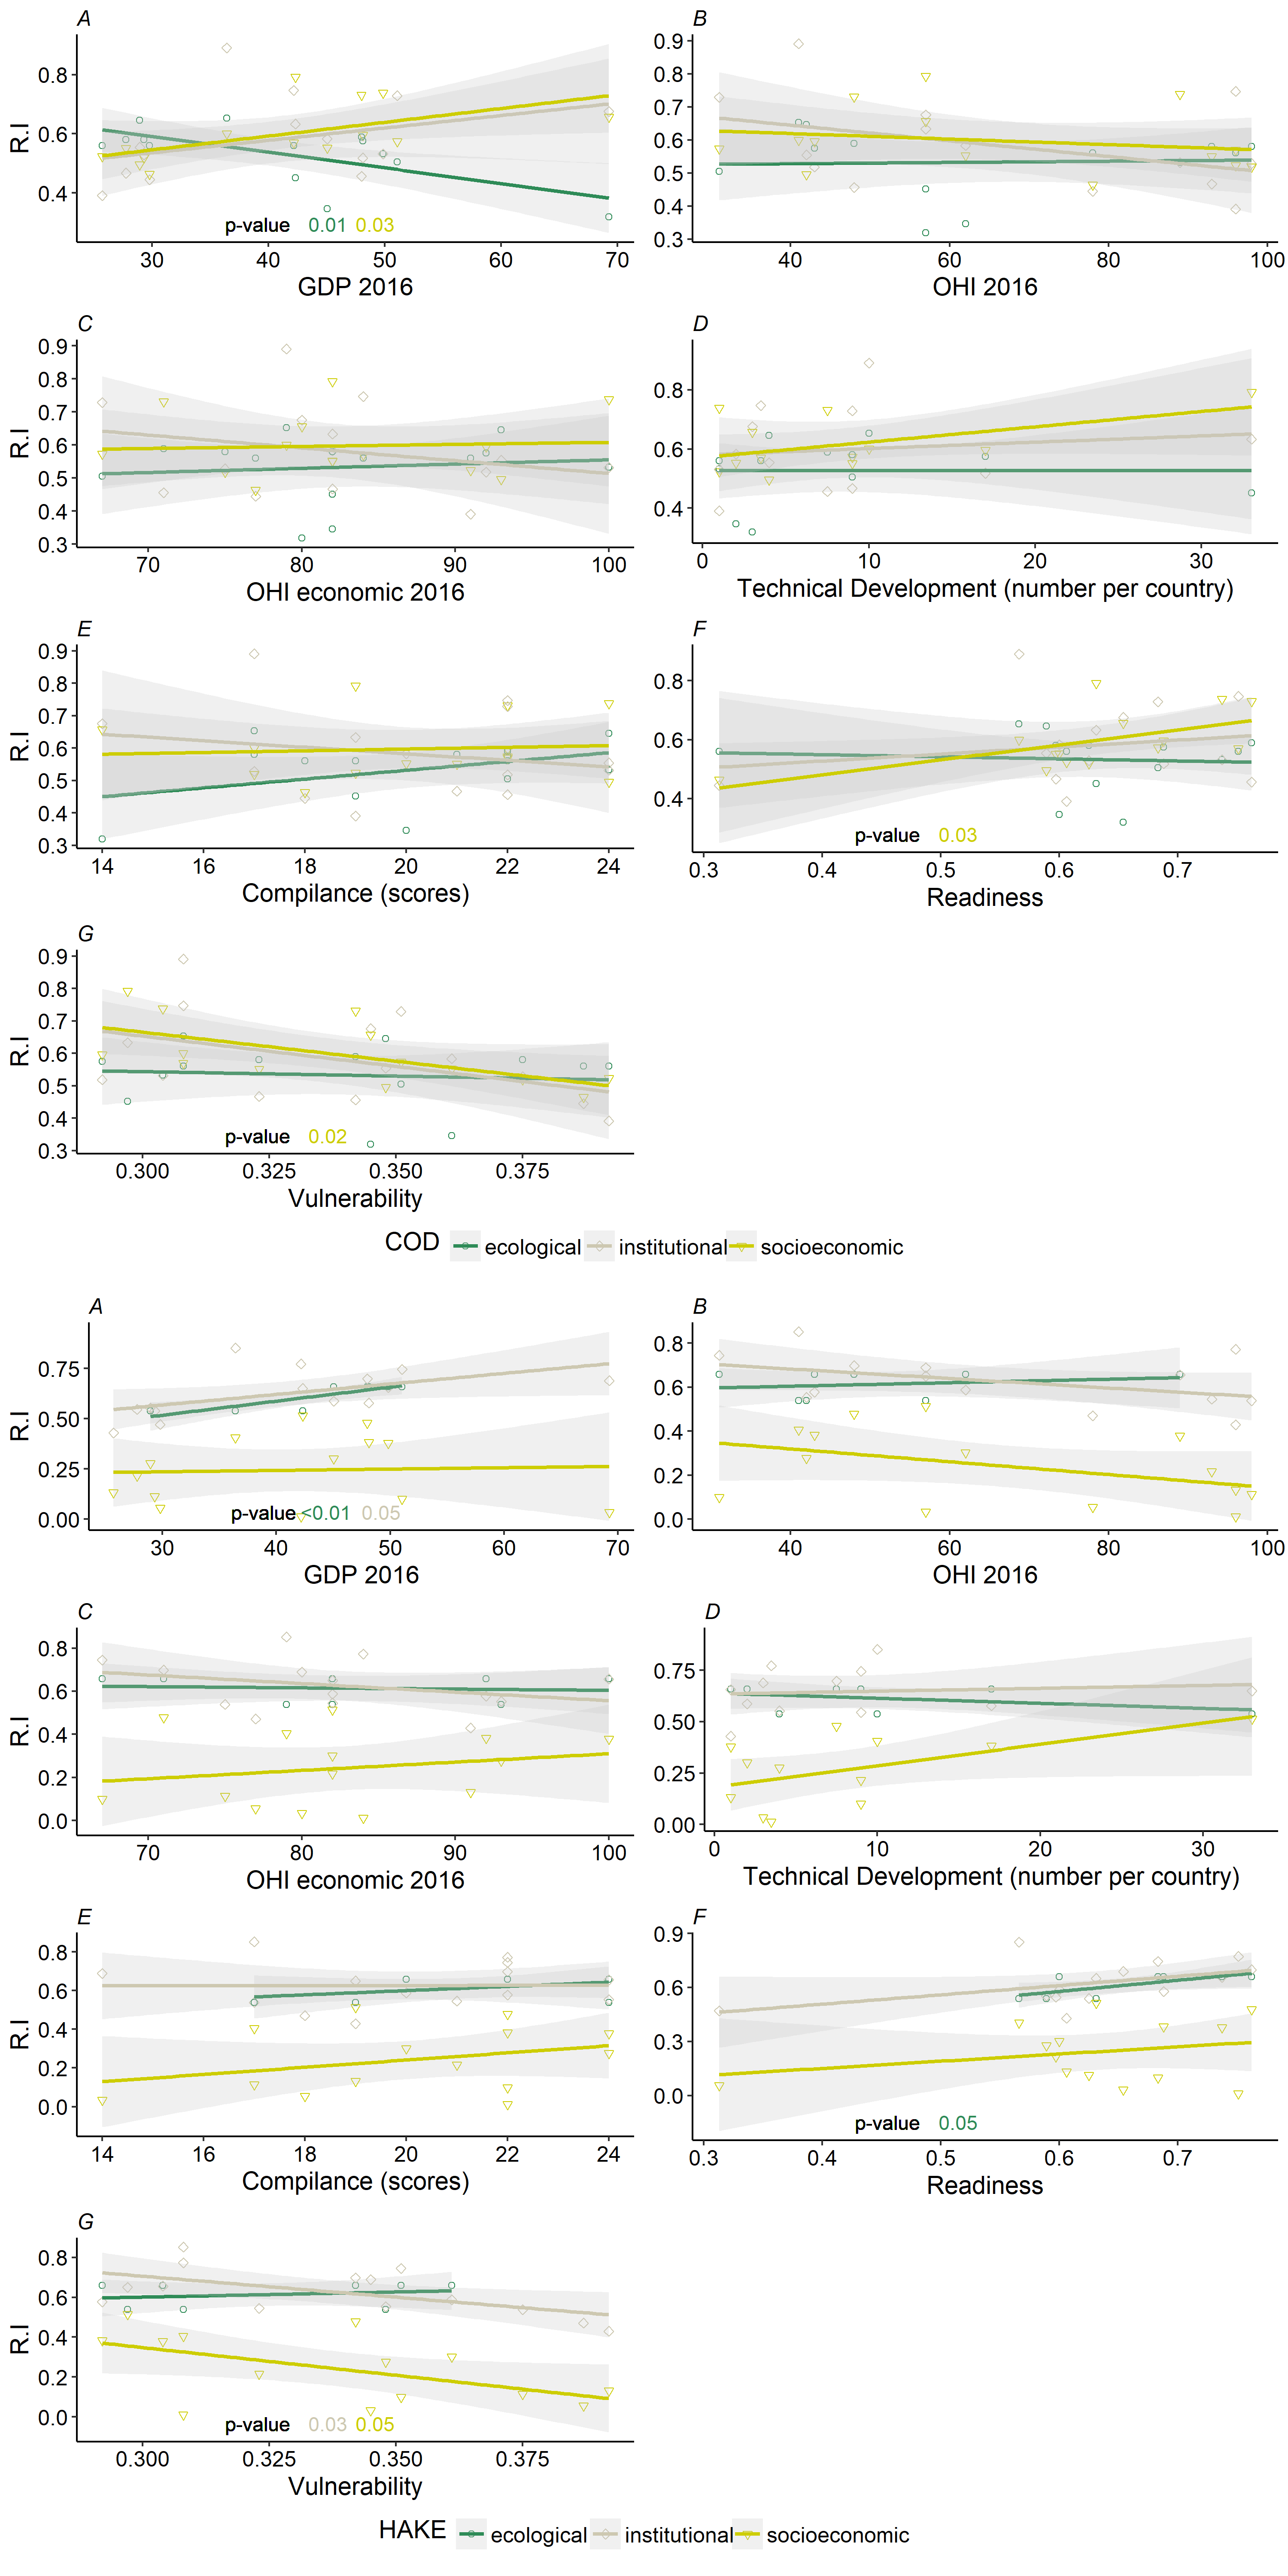 A
R.I
0.8
0.6
0.4
p-value 0.01 0.03
30 40 50 60 70
GDP 2016
B
0.9
0.8
0.7
0.6
0.5
0.4
0.3
40 60 80 100
OHI 2016
C
R.I
0.9
0.8
0.7
0.6
0.5
0.4
0.3
70 80 90 100
OHI economic 2016
D
0.8
0.6
0.4
0 10 20 30
Technical Development (number per country)
E
R.I
0.9
0.8
0.7
0.6
0.5
0.4
0.3
14 16 18 20 22 24
Compilance (scores)
F
0.8
0.6
0.4
p-value 0.03
0.3 0.4 0.5 0.6 0.7
Readiness
G
R.I
0.9
0.8
0.7
0.6
0.5
0.4
0.3
p-value 0.02
0.300 0.325 0.350 0.375
Vulnerability
COD ecological institutional socioeconomic
A
R.I
0.75
0.50
0.25
0.00
p-value <0.01 0.05
30 40 50 60 70
GDP 2016
B
0.8
0.6
0.4
0.2
0.0
40 60 80 100
OHI 2016
C
R.I
0.8
0.6
0.4
0.2
0.0
70 80 90 100
OHI economic 2016
D
0.75
0.50
0.25
0.00
0 10 20 30
Technical Development (number per country)
E
R.I
0.8
0.6
0.4
0.2
0.0
14 16 18 20 22 24
Compilance (scores)
F
0.9
0.6
0.3
0.0
p-value 0.05
0.3 0.4 0.5 0.6 0.7
Readiness
G
R.I
0.8
0.6
0.4
0.2
0.0
p-value 0.03 0.05
0.300 0.325 0.350 0.375
Vulnerability
HAKE ecological institutional socioeconomic